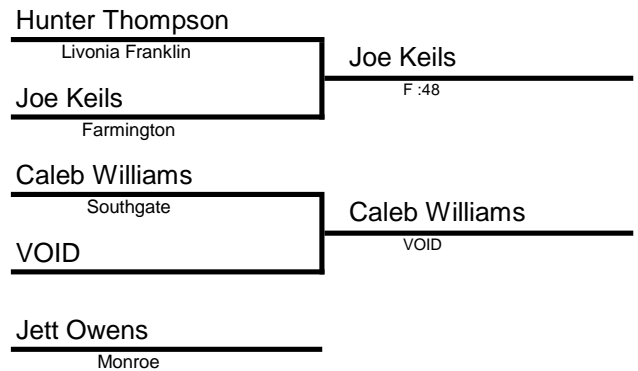 Hunter Thompson
Livonia Franklin
Joe Keils
F :48
Joe Keils
Farmington
Caleb Williams
Southgate
Caleb Williams
VOID
VOID
Jett Owens
Monroe